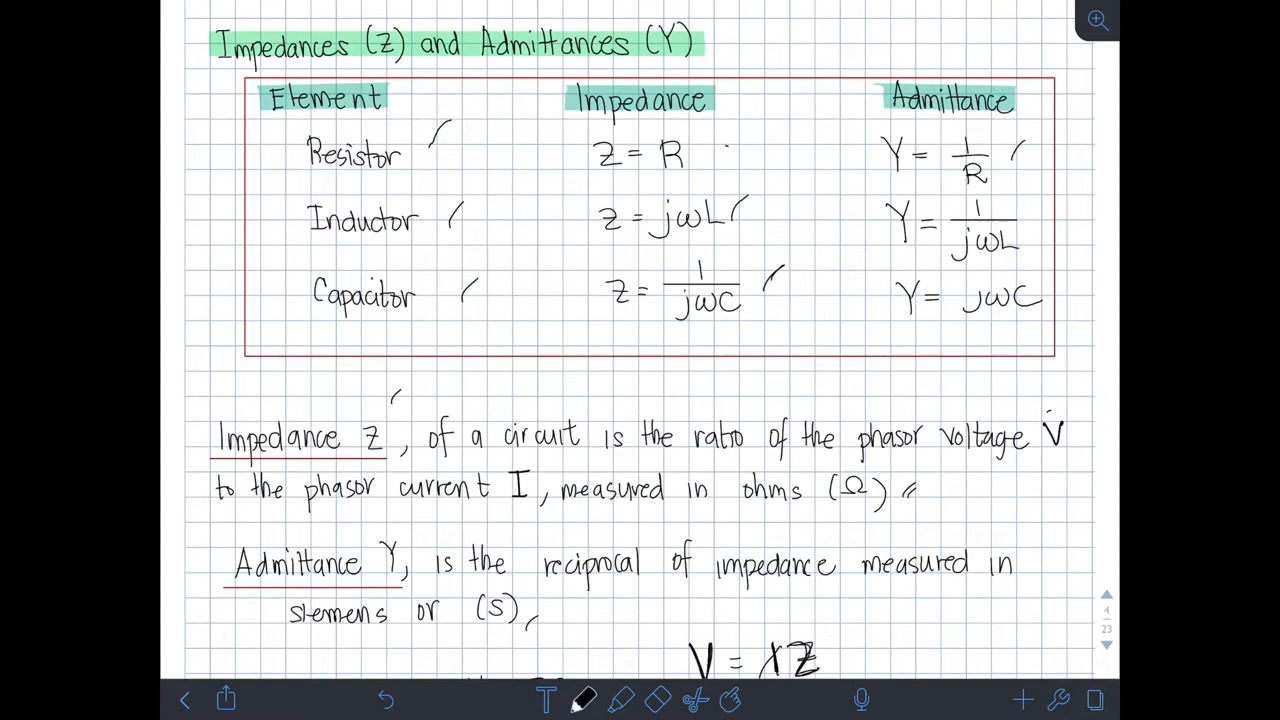 Impedances (Z) and Admittances (Y)
Element Impedance Admittance
Resistor Z = R Y = 1/R
Inductor Z = jωL Y = 1/jωL
Capacitor Z = 1/jωC Y = jωC
Impedance Z, of a circuit is the ratio of the phasor voltage V
to the phasor current I, measured in ohms (Ω)
Admittance Y, is the reciprocal of impedance measured in
siemens or (S),
V = IZ
4
23
T